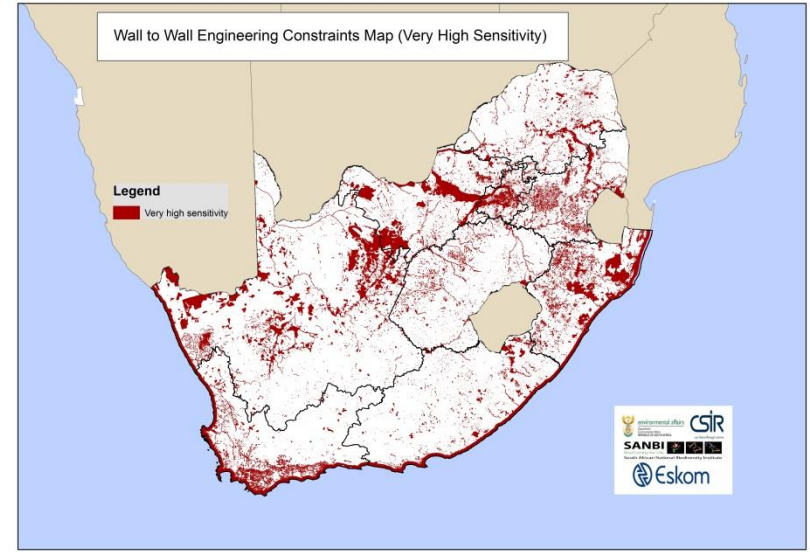 Wall to Wall Engineering Constraints Map (Very High Sensitivity)
Legend
Very high sensitivity
environmental affairs
CSIR
SANBI
South African National Biodiversity Institute
Eskom